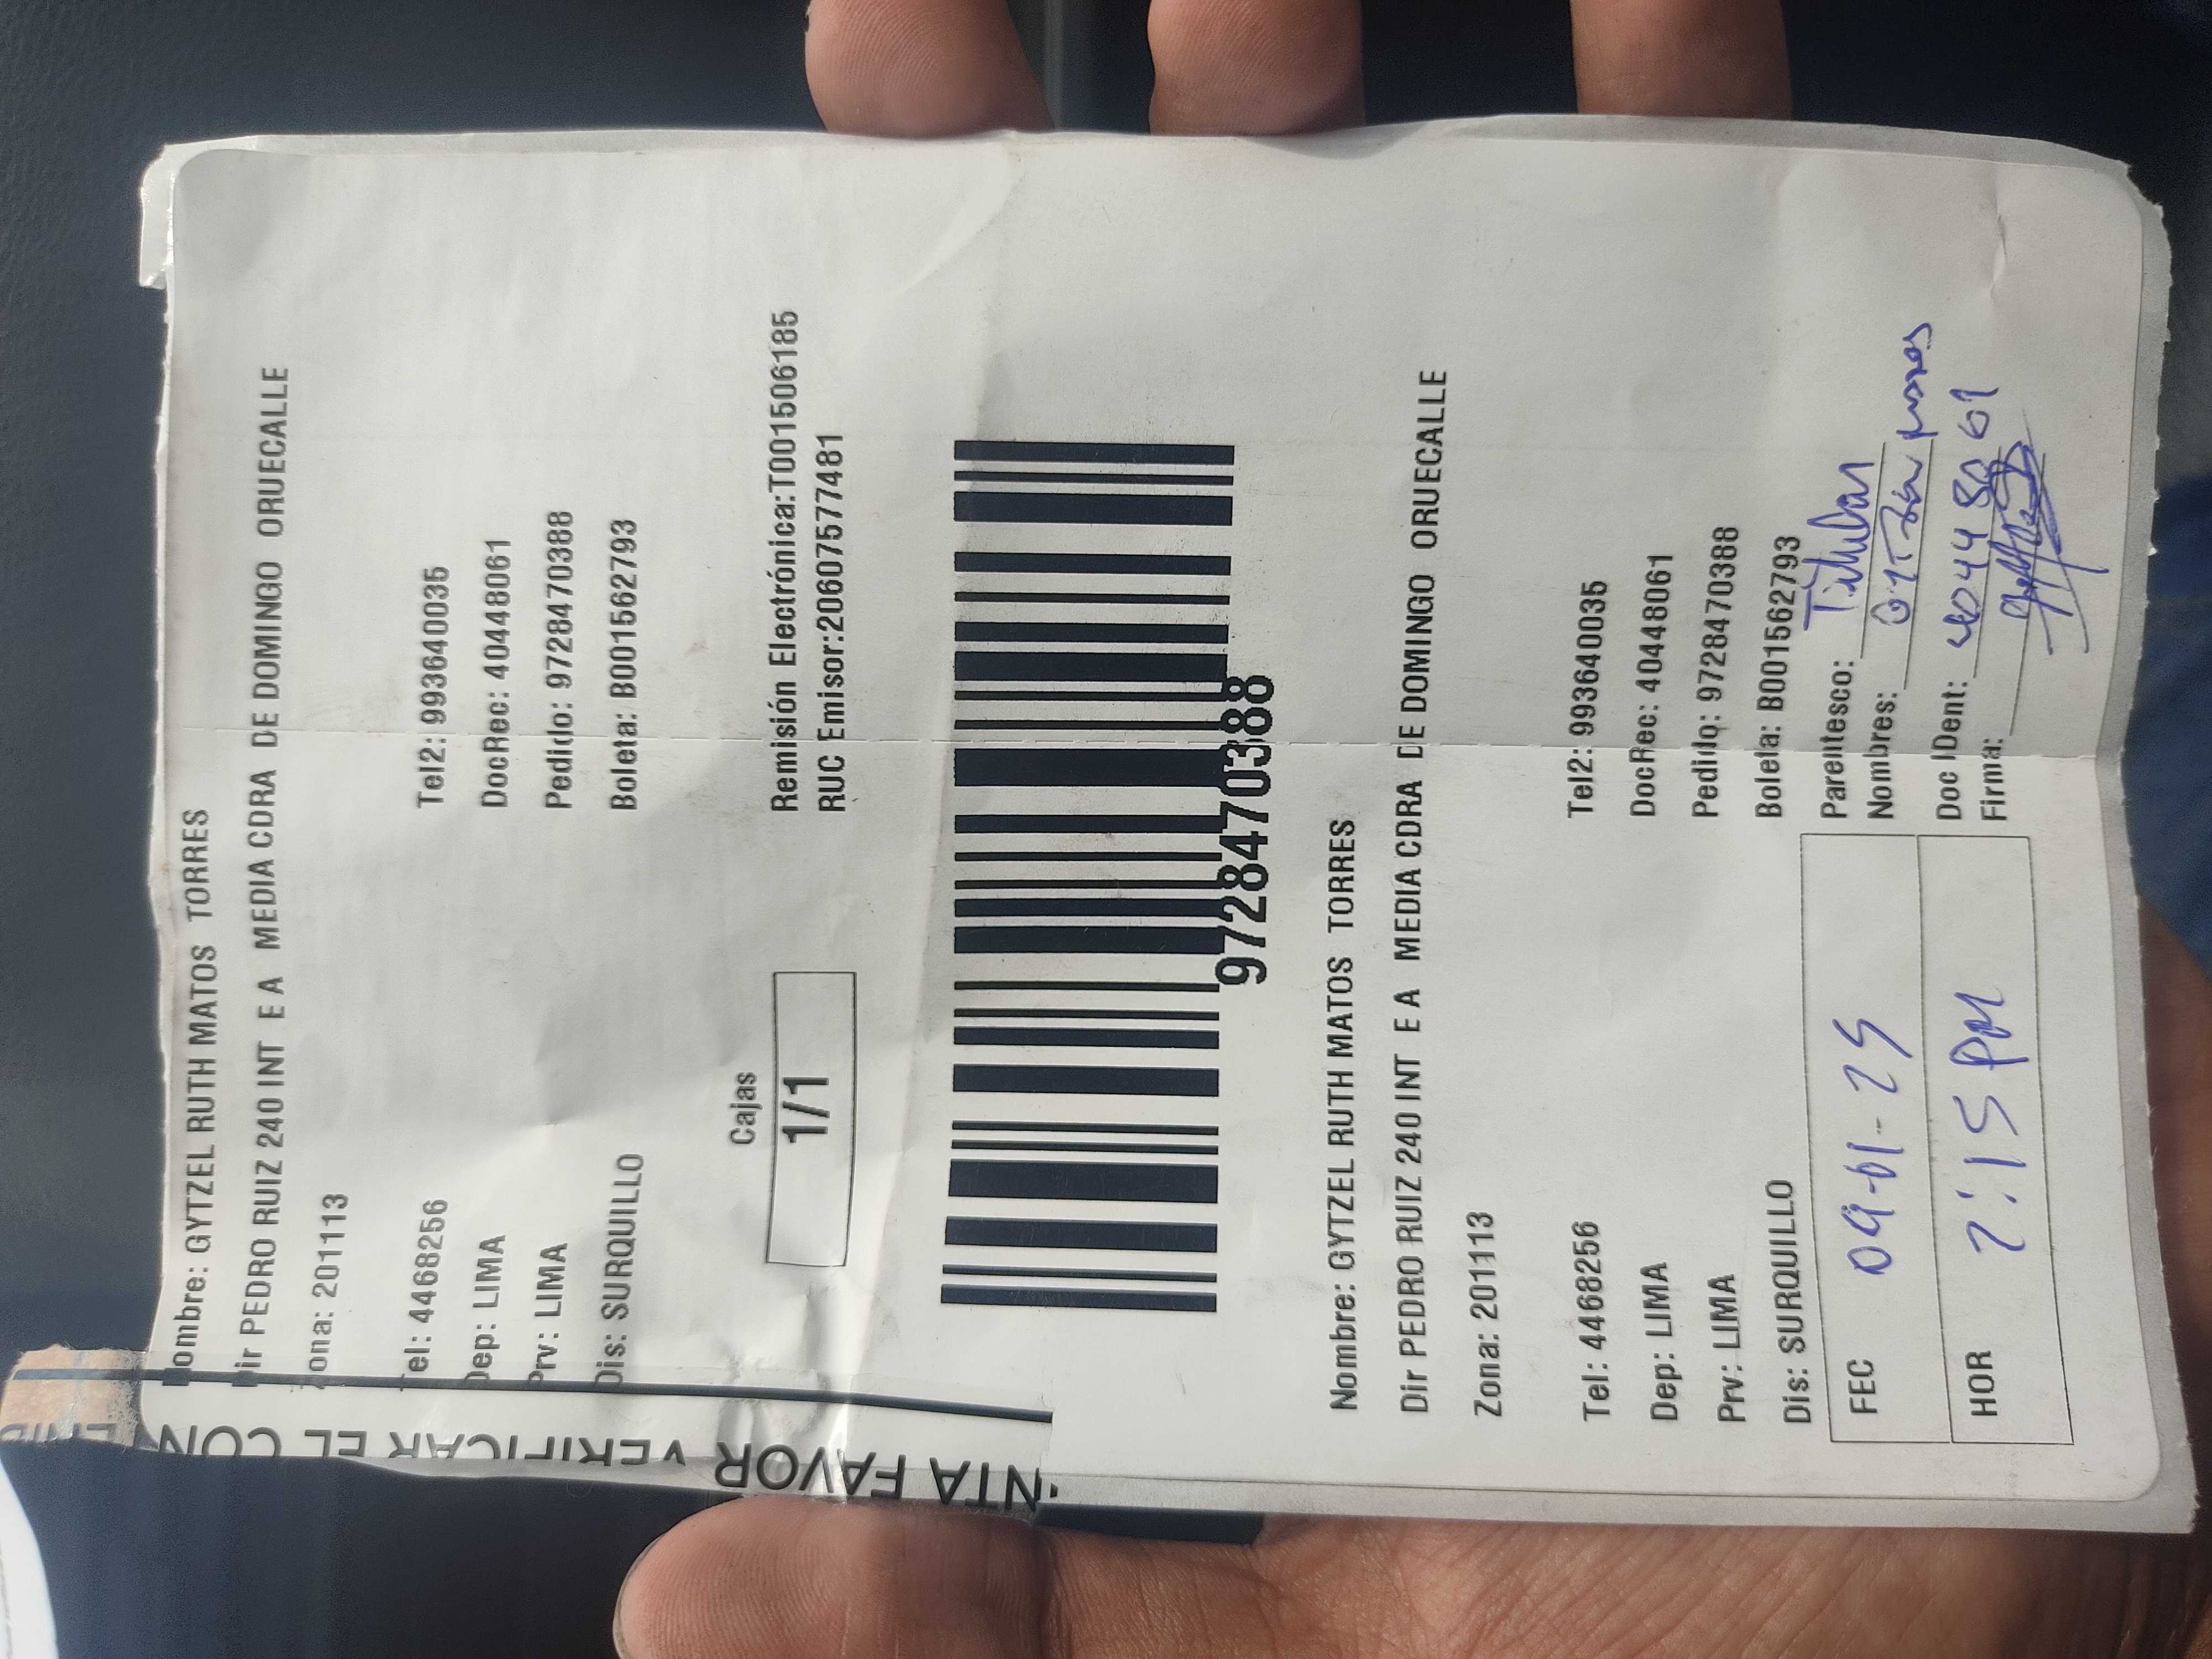 Nombre: GYTZEL RUTH MATOS TORRES
Dir PEDRO RUIZ 240 INT E A MEDIA CDRA DE DOMINGO ORUECALLE
Zona: 201113
Tel: 4468256 Tel2: 993640035
Dep: LIMA DocRec: 40448061
Prv: LIMA Pedido: 9728470388
Dis: SURQUILLO Boleta: B001562793
Cajas
1/1
Remisión Electrónica:T001506185
RUC Emisor:20607577481
9728470388
Nombre: GYTZEL RUTH MATOS TORRES
Dir PEDRO RUIZ 240 INT E A MEDIA CDRA DE DOMINGO ORUECALLE
Zona: 201113
Tel: 4468256 Tel2: 993640035
Dep: LIMA DocRec: 40448061
Prv: LIMA Pedido: 9728470388
Dis: SURQUILLO Boleta: B001562793
FEC 09-01-25 Parentesco: Titular
Nombres:
HOR 2:15 PM Doc IDent: 40448061
Firma:
FAVOR VERIFICAR EL